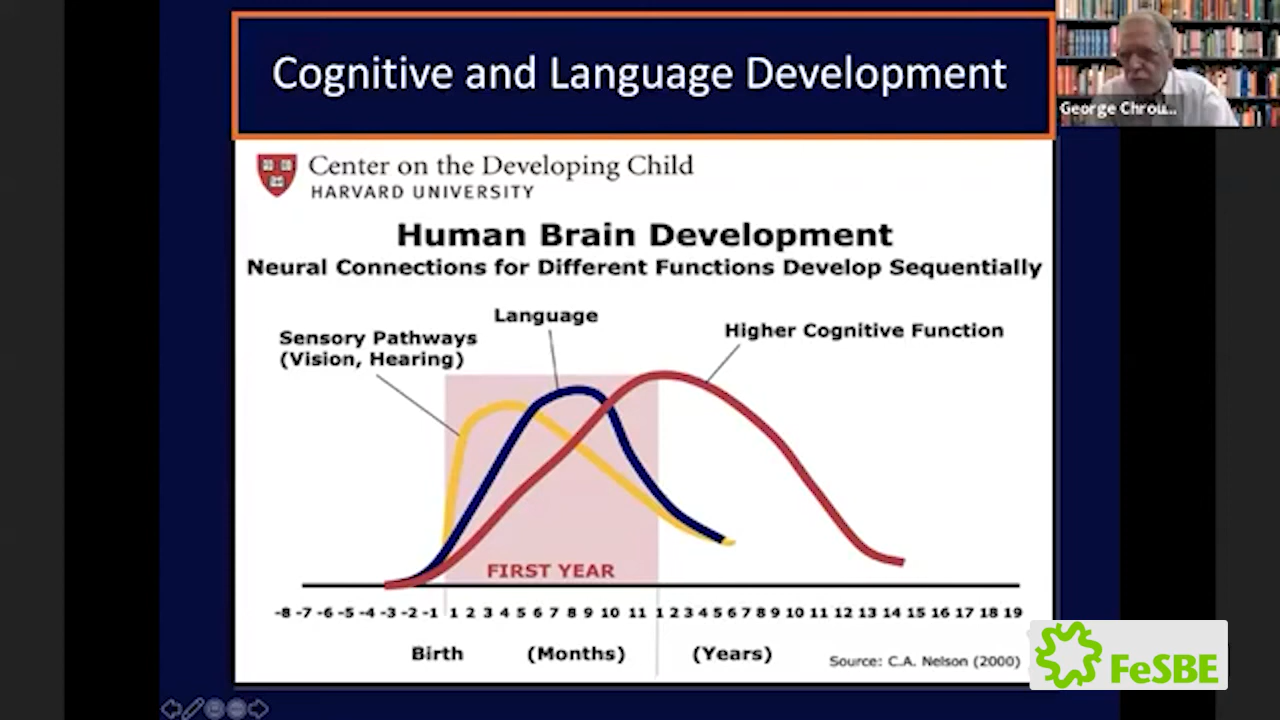 Cognitive and Language Development
George Chrou...
Center on the Developing Child
HARVARD UNIVERSITY
Human Brain Development
Neural Connections for Different Functions Develop Sequentially
Language
Sensory Pathways
(Vision, Hearing)
Higher Cognitive Function
FIRST YEAR
-8 -7 -6 -5 -4 -3 -2 -1 1 2 3 4 5 6 7 8 9 10 11 1 2 3 4 5 6 7 8 9 10 11 12 13 14 15 16 17 18 19
Birth (Months) (Years)
Source: C.A. Nelson (2000)
FeSBE